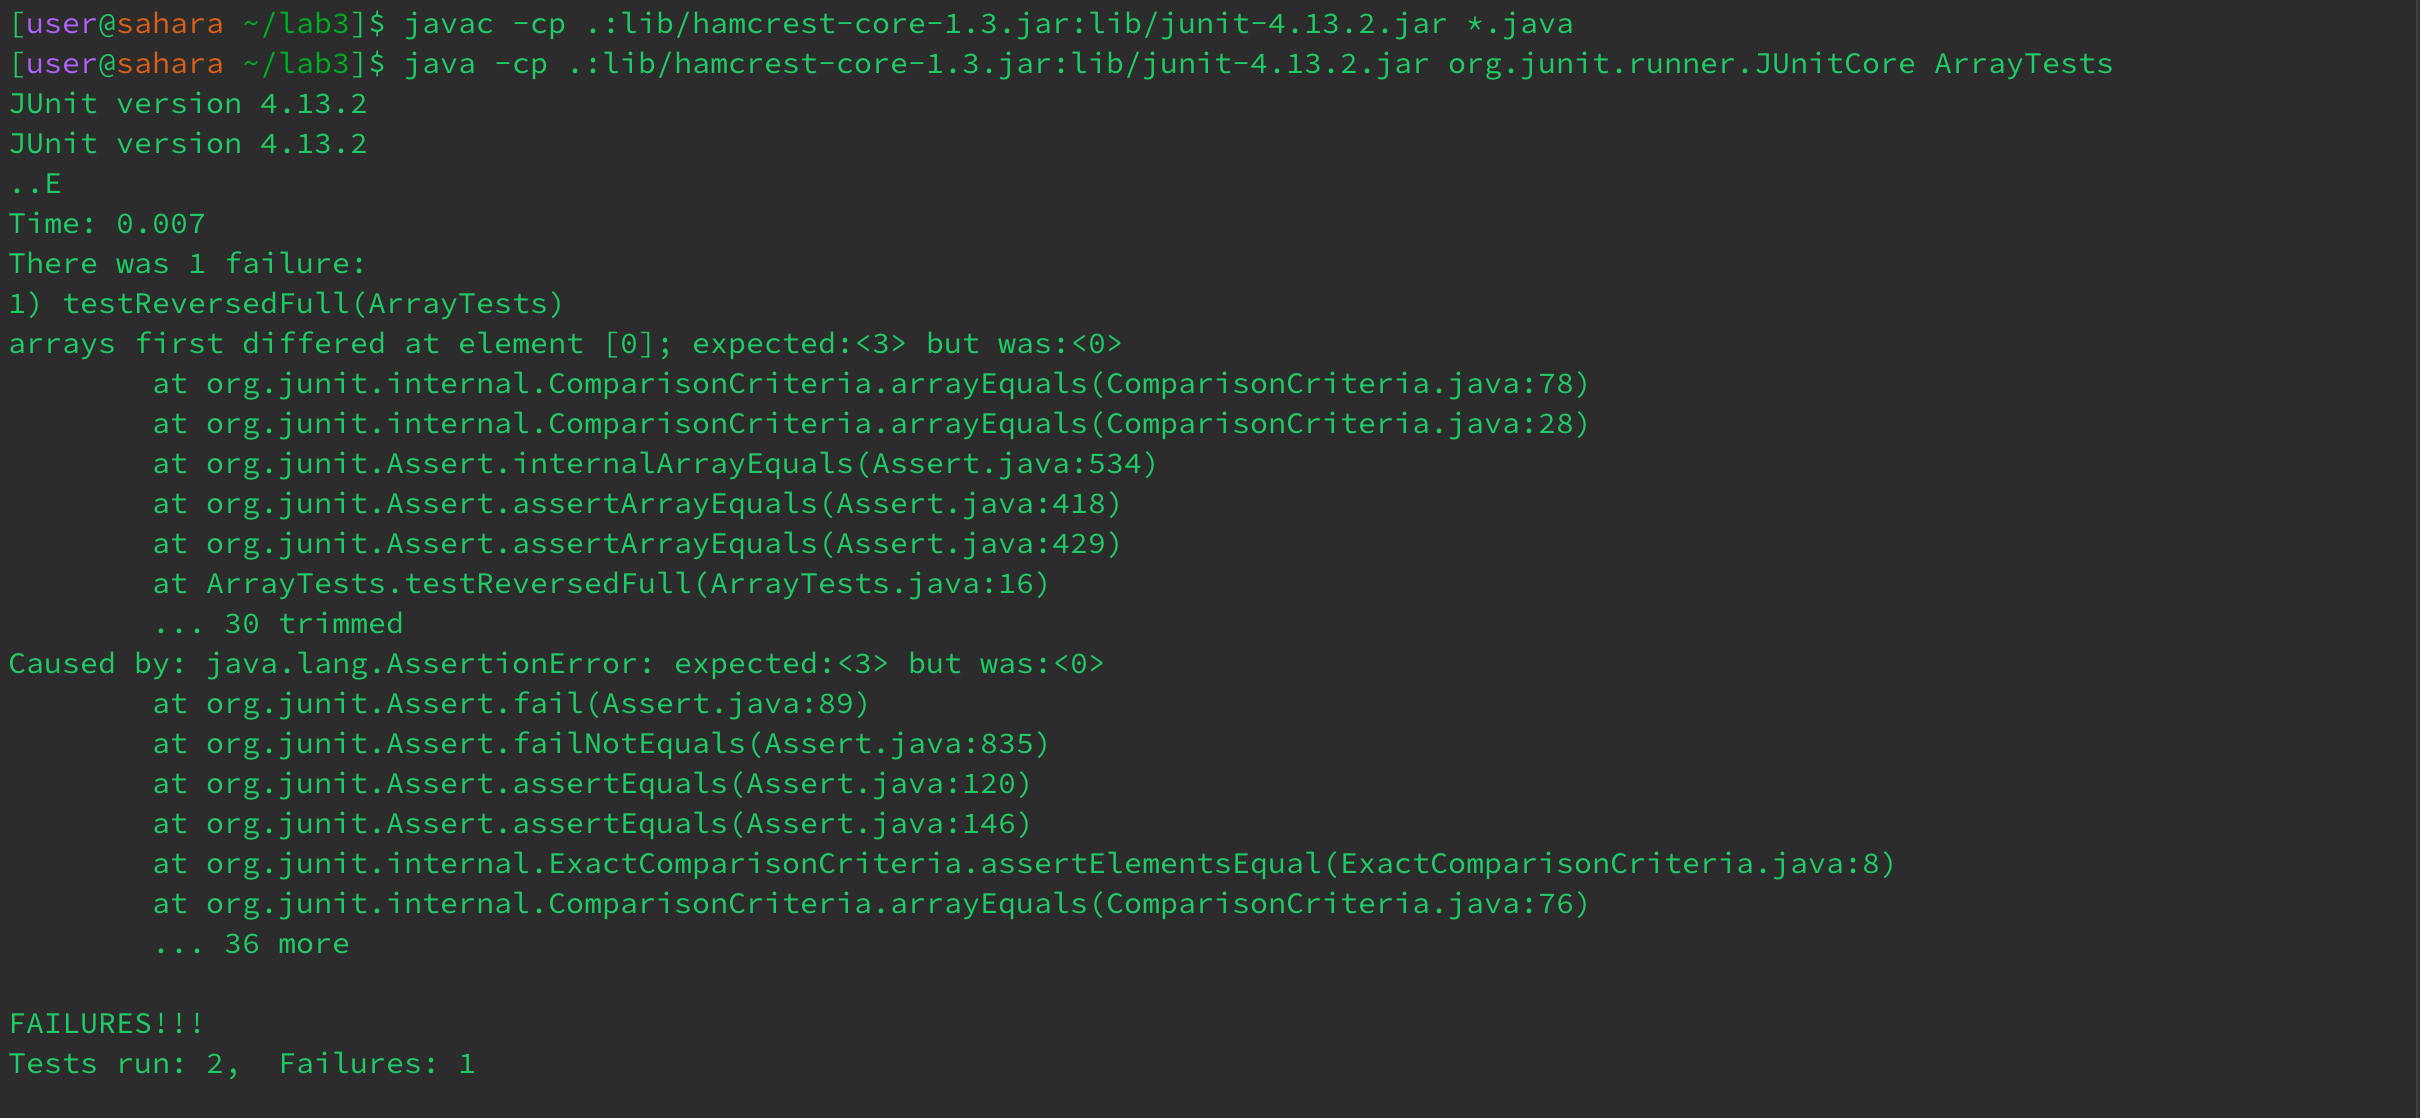 [user@sahara ~/lab3]$ javac -cp .:lib/hamcrest-core-1.3.jar:lib/junit-4.13.2.jar *.java
[user@sahara ~/lab3]$ java -cp .:lib/hamcrest-core-1.3.jar:lib/junit-4.13.2.jar org.junit.runner.JUnitCore ArrayTests
JUnit version 4.13.2
JUnit version 4.13.2
..E
Time: 0.007
There was 1 failure:
1) testReversedFull(ArrayTests)
arrays first differed at element [0]; expected:<3> but was:<0>
        at org.junit.internal.ComparisonCriteria.arrayEquals(ComparisonCriteria.java:78)
        at org.junit.internal.ComparisonCriteria.arrayEquals(ComparisonCriteria.java:28)
        at org.junit.Assert.internalArrayEquals(Assert.java:534)
        at org.junit.Assert.assertArrayEquals(Assert.java:418)
        at org.junit.Assert.assertArrayEquals(Assert.java:429)
        at ArrayTests.testReversedFull(ArrayTests.java:16)
        ... 30 trimmed
Caused by: java.lang.AssertionError: expected:<3> but was:<0>
        at org.junit.Assert.fail(Assert.java:89)
        at org.junit.Assert.failNotEquals(Assert.java:835)
        at org.junit.Assert.assertEquals(Assert.java:120)
        at org.junit.Assert.assertEquals(Assert.java:146)
        at org.junit.internal.ExactComparisonCriteria.assertElementsEqual(ExactComparisonCriteria.java:8)
        at org.junit.internal.ComparisonCriteria.arrayEquals(ComparisonCriteria.java:76)
        ... 36 more

FAILURES!!!
Tests run: 2,  Failures: 1